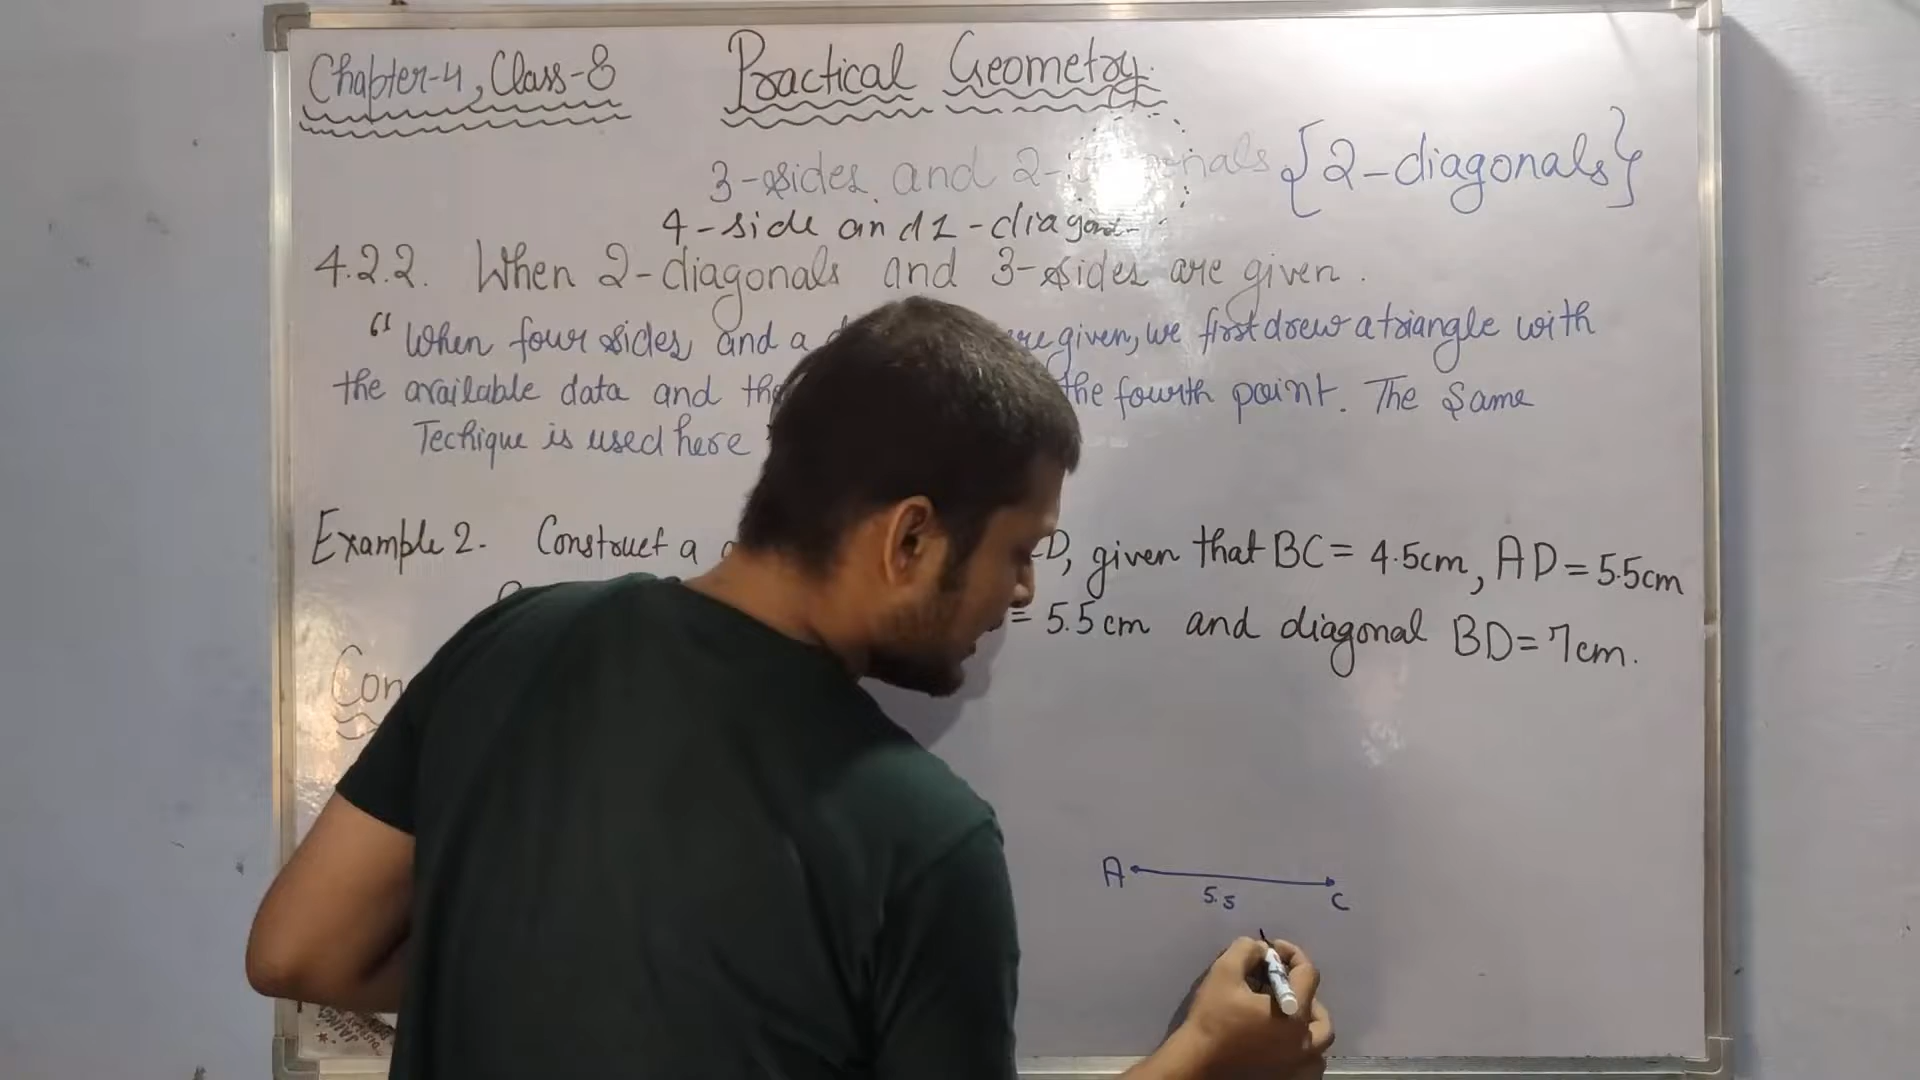 Chapter-4, Class-8 Practical Geometry.
3-sides and 2- nals {2-diagonals}
4-side and 1-diagonal
4.2.2. When 2-diagonals and 3-sides are given.
"When four sides and a are given, we first drew a triangle with
the available data and the fourth point. The Same
Techique is used here
Example 2. Construct a D, given that BC = 4.5cm, AD = 5.5cm
= 5.5cm and diagonal BD = 7cm.
Con
A
5.5
C